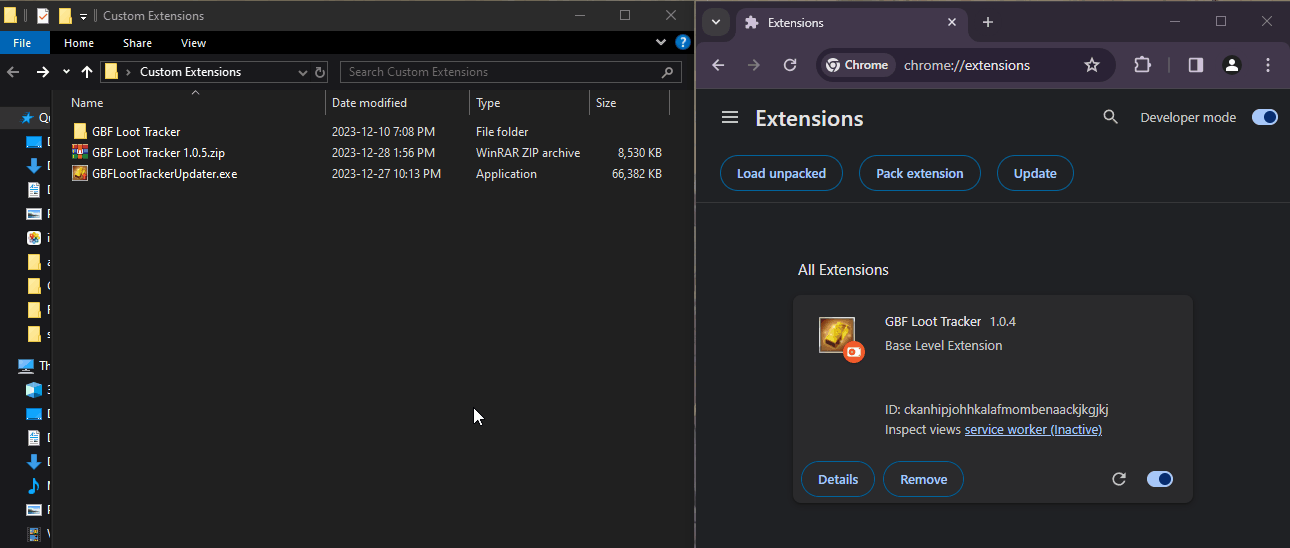 Custom Extensions
File
Home
Share
View
Custom Extensions
Search Custom Extensions
Name
Date modified
Type
Size
GBF Loot Tracker
2023-12-10 7:08 PM
File folder
GBF Loot Tracker 1.0.5.zip
2023-12-28 1:56 PM
WinRAR ZIP archive
8,530 KB
GBFLootTrackerUpdater.exe
2023-12-27 10:13 PM
Application
66,382 KB
Extensions
Chrome
chrome://extensions
Extensions
Developer mode
Load unpacked
Pack extension
Update
All Extensions
GBF Loot Tracker 1.0.4
Base Level Extension
ID: ckanhipjohhkalafmombenaackjkgjkj
Inspect views service worker (Inactive)
Details
Remove